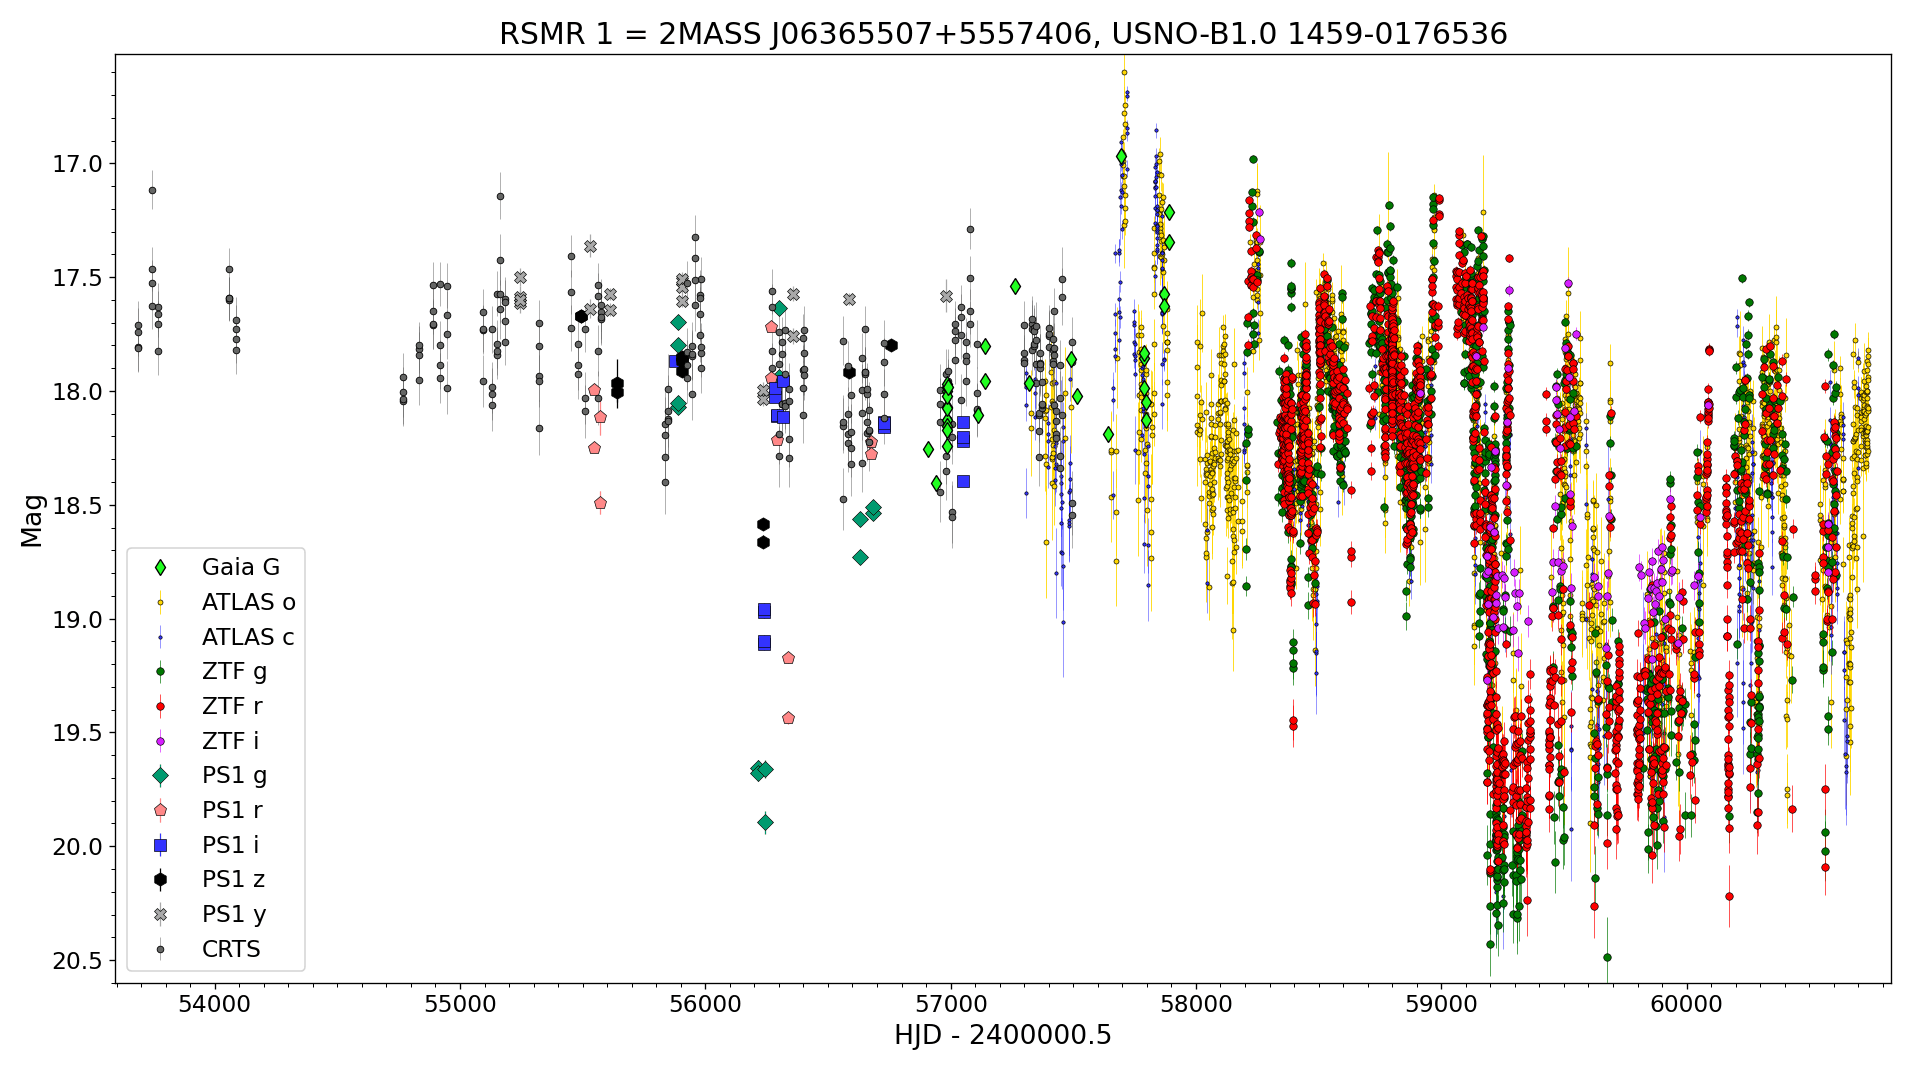 RSMR 1 = 2MASS J06365507+5557406, USNO-B1.0 1459-0176536
Mag
17.0
17.5
18.0
18.5
19.0
19.5
20.0
20.5
Gaia G
ATLAS o
ATLAS c
ZTF g
ZTF r
ZTF i
PS1 g
PS1 r
PS1 i
PS1 z
PS1 y
CRTS
54000 55000 56000 57000 58000 59000 60000
HJD - 2400000.5